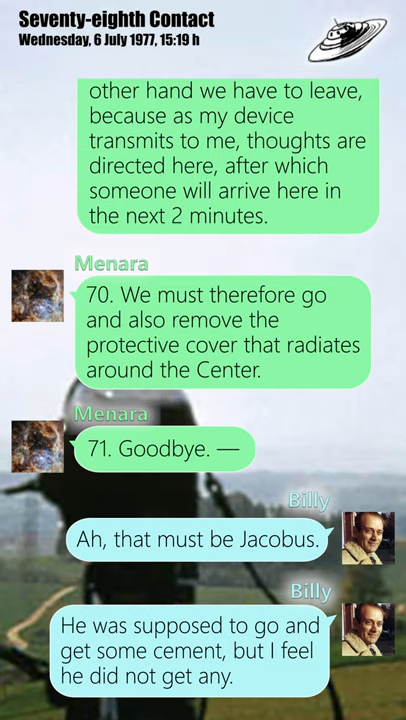 Seventy-eighth Contact
Wednesday, 6 July 1977, 15:19 h
other hand we have to leave,
because as my device
transmits to me, thoughts are
directed here, after which
someone will arrive here in
the next 2 minutes.
Menara
70. We must therefore go
and also remove the
protective cover that radiates
around the Center.
Menara
71. Goodbye. —
Billy
Ah, that must be Jacobus.
Billy
He was supposed to go and
get some cement, but I feel
he did not get any.